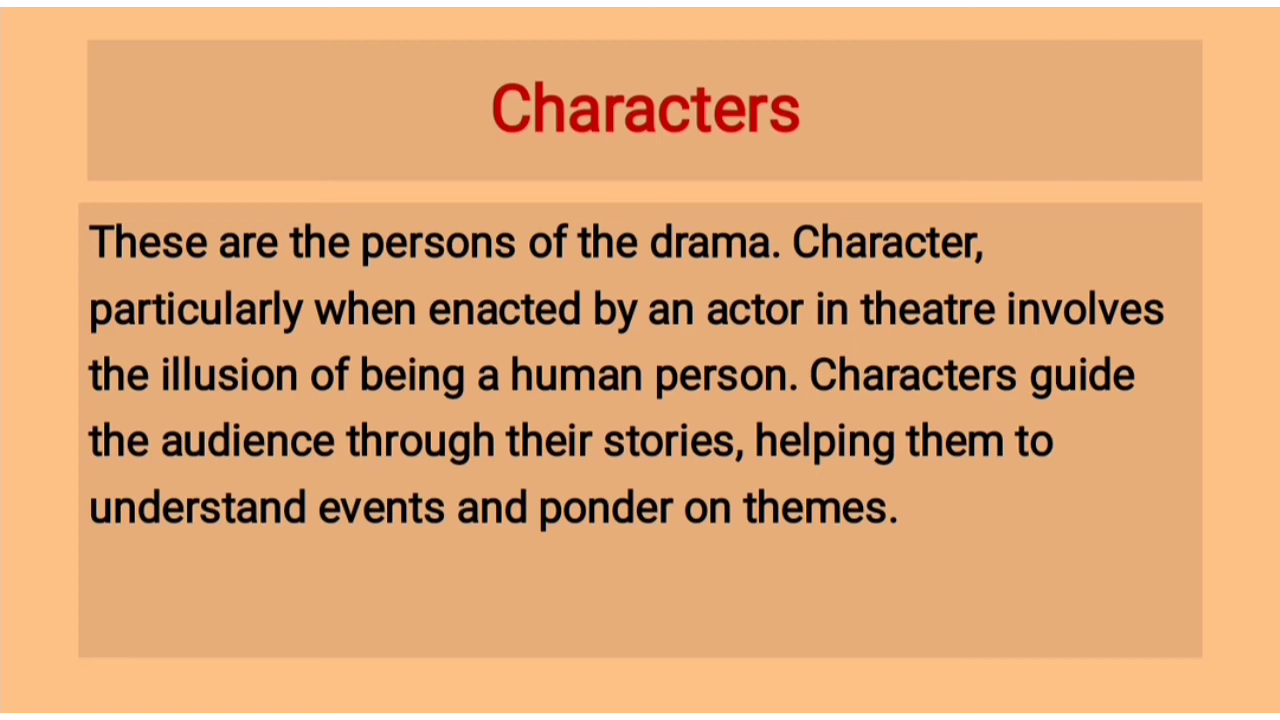 Characters
These are the persons of the drama. Character,
particularly when enacted by an actor in theatre involves
the illusion of being a human person. Characters guide
the audience through their stories, helping them to
understand events and ponder on themes.